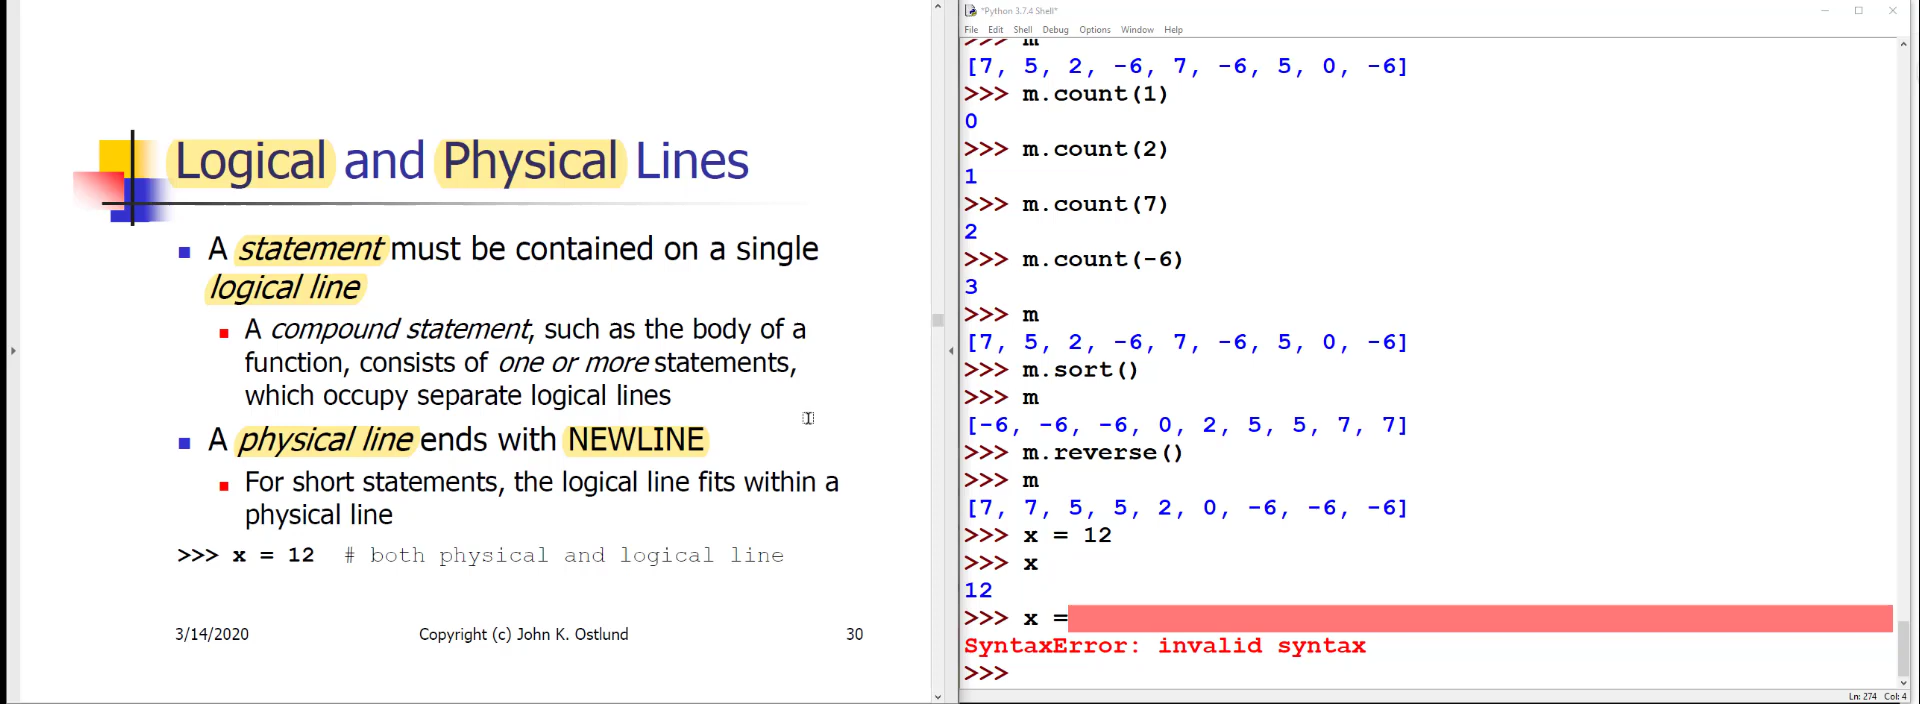 Logical and Physical Lines
A statement must be contained on a single
logical line
A compound statement, such as the body of a
function, consists of one or more statements,
which occupy separate logical lines
A physical line ends with NEWLINE
For short statements, the logical line fits within a
physical line
>>> x = 12 # both physical and logical line
3/14/2020
Copyright (c) John K. Ostlund
30
*Python 3.7.4 Shell*
File Edit Shell Debug Options Window Help
>>> m
[7, 5, 2, -6, 7, -6, 5, 0, -6]
>>> m.count(1)
0
>>> m.count(2)
1
>>> m.count(7)
2
>>> m.count(-6)
3
>>> m
[7, 5, 2, -6, 7, -6, 5, 0, -6]
>>> m.sort()
>>> m
[-6, -6, -6, 0, 2, 5, 5, 7, 7]
>>> m.reverse()
>>> m
[7, 7, 5, 5, 2, 0, -6, -6, -6]
>>> x = 12
>>> x
12
>>> x =
SyntaxError: invalid syntax
>>>
Ln: 274 Col: 4